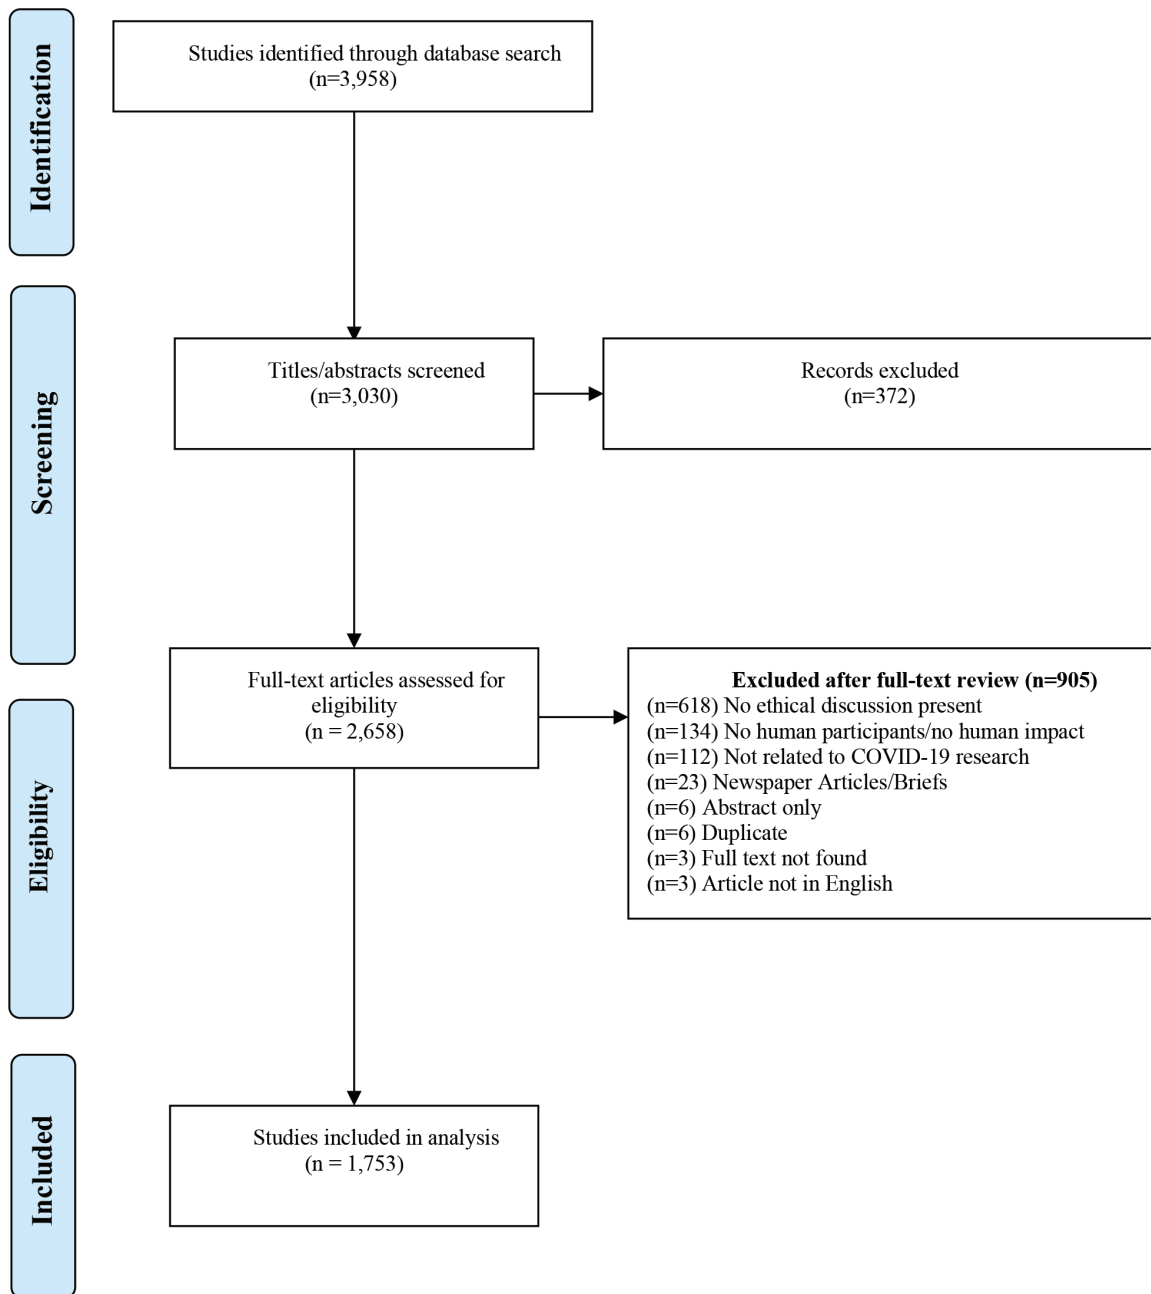 Identification
Studies identified through database search
(n=3,958)
Screening
Titles/abstracts screened
(n=3,030)
Records excluded
(n=372)
Eligibility
Full-text articles assessed for
eligibility
(n = 2,658)
Excluded after full-text review (n=905)
(n=618) No ethical discussion present
(n=134) No human participants/no human impact
(n=112) Not related to COVID-19 research
(n=23) Newspaper Articles/Briefs
(n=6) Abstract only
(n=6) Duplicate
(n=3) Full text not found
(n=3) Article not in English
Included
Studies included in analysis
(n = 1,753)